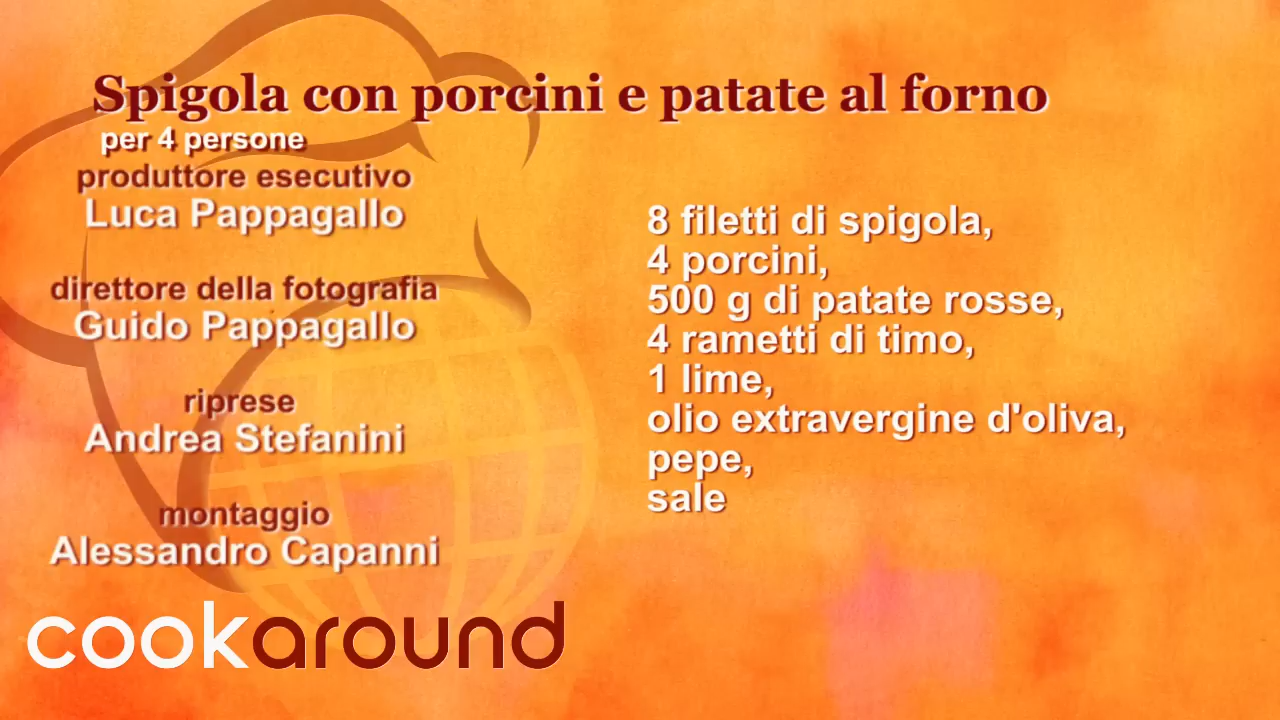 Spigola con porcini e patate al forno
per 4 persone
produttore esecutivo
Luca Pappagallo
direttore della fotografia
Guido Pappagallo
riprese
Andrea Stefanini
montaggio
Alessandro Capanni
cookaround
8 filetti di spigola,
4 porcini,
500 g di patate rosse,
4 rametti di timo,
1 lime,
olio extravergine d'oliva,
pepe,
sale